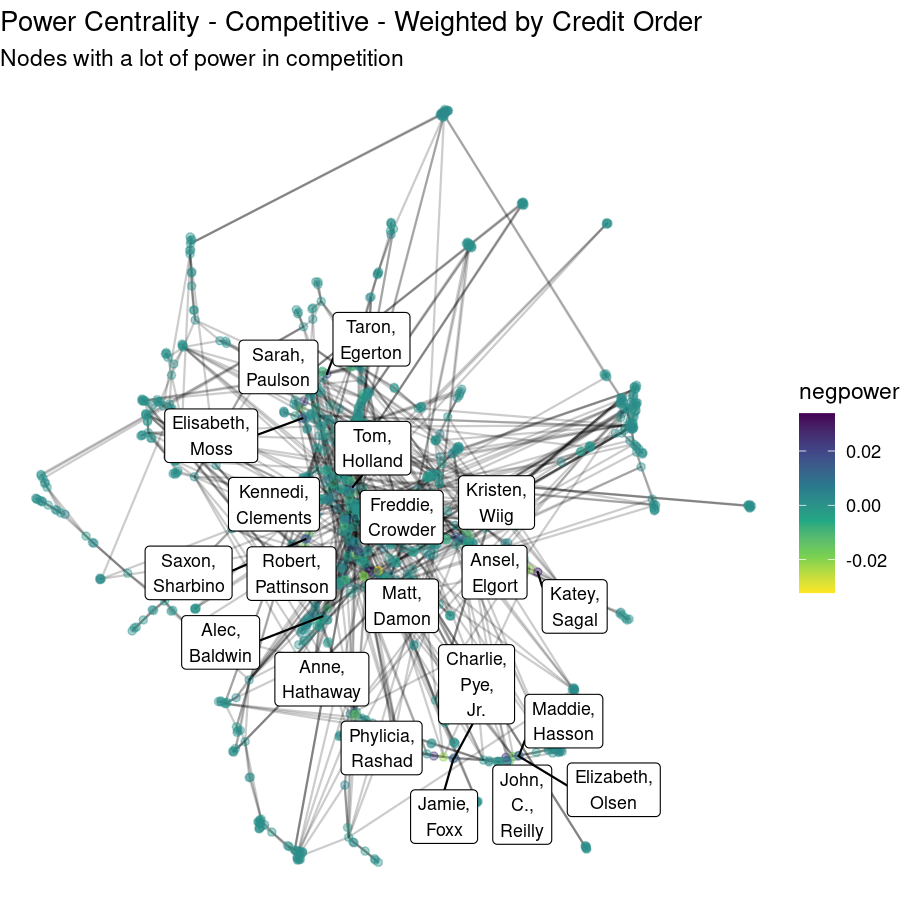 Power Centrality - Competitive - Weighted by Credit Order
Nodes with a lot of power in competition
Taron,
Egerton
Sarah,
Paulson
Elisabeth,
Moss
Tom,
Holland
Kennedi,
Clements
Freddie,
Crowder
Kristen,
Wiig
Saxon,
Sharbino
Robert,
Pattinson
Ansel,
Elgort
Katey,
Sagal
Matt,
Damon
Alec,
Baldwin
Anne,
Hathaway
Charlie,
Pye,
Jr.
Maddie,
Hasson
Phylicia,
Rashad
Jamie,
Foxx
John,
C.,
Reilly
Elizabeth,
Olsen
negpower
0.02
0.00
-0.02